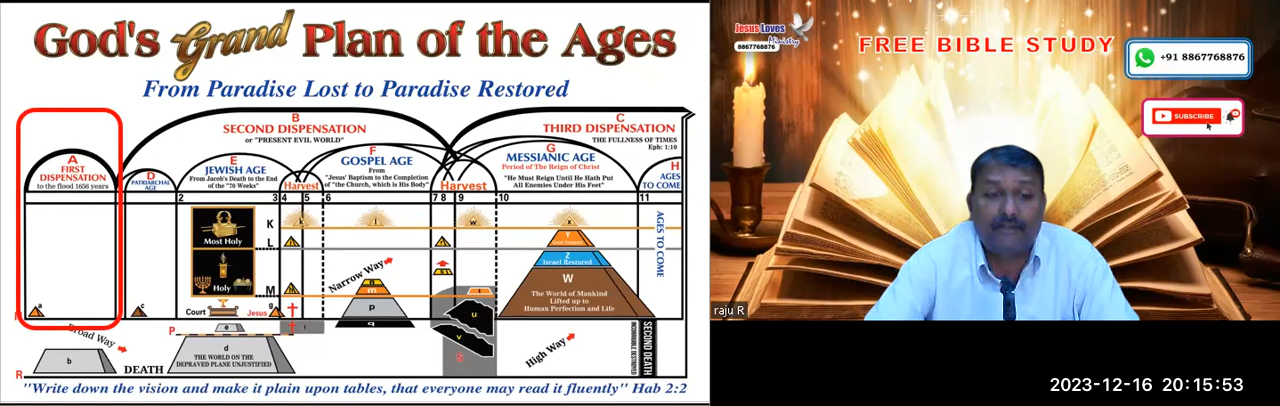 God's Grand Plan of the Ages
From Paradise Lost to Paradise Restored
A
FIRST
DISPENSATION
to the flood 1656 years
B
SECOND DISPENSATION
or "PRESENT EVIL WORLD"
C
THIRD DISPENSATION
THE FULLNESS OF TIMES
Eph: 1:10
D
PATRIARCHAL
AGE
E
JEWISH AGE
From Jacob's Death to the End
of the "70 Weeks"
Harvest
F
GOSPEL AGE
From
"Jesus' Baptism to the Completion
of "the Church, which is His Body"
Harvest
G
MESSIANIC AGE
Period of The Reign of Christ
"He Must Reign Until He Hath Put
All Enemies Under His Feet"
H
AGES
TO COME
2 3 4 5 6 7 8 9 10 11
K
L
M
Most Holy
Holy
Court
Jesus
g
a
c
k
l
w
x
Y
Z
Israel Restored
W
The World of Mankind
Lifted up to
Human Perfection and Life
AGES TO COME
Narrow Way
n
m
p
q
t
u
v
S
i
Broad Way
b
DEATH
P
e
d
THE WORLD ON THE
DEPRAVED PLANE UNJUSTIFIED
High Way
INCORRIGIBLE DESTROYED
SECOND DEATH
R
"Write down the vision and make it plain upon tables, that everyone may read it fluently" Hab 2:2
Jesus Loves
Ministry
8867768876
FREE BIBLE STUDY
+91 8867768876
SUBSCRIBE
raju R
2023-12-16 20:15:53